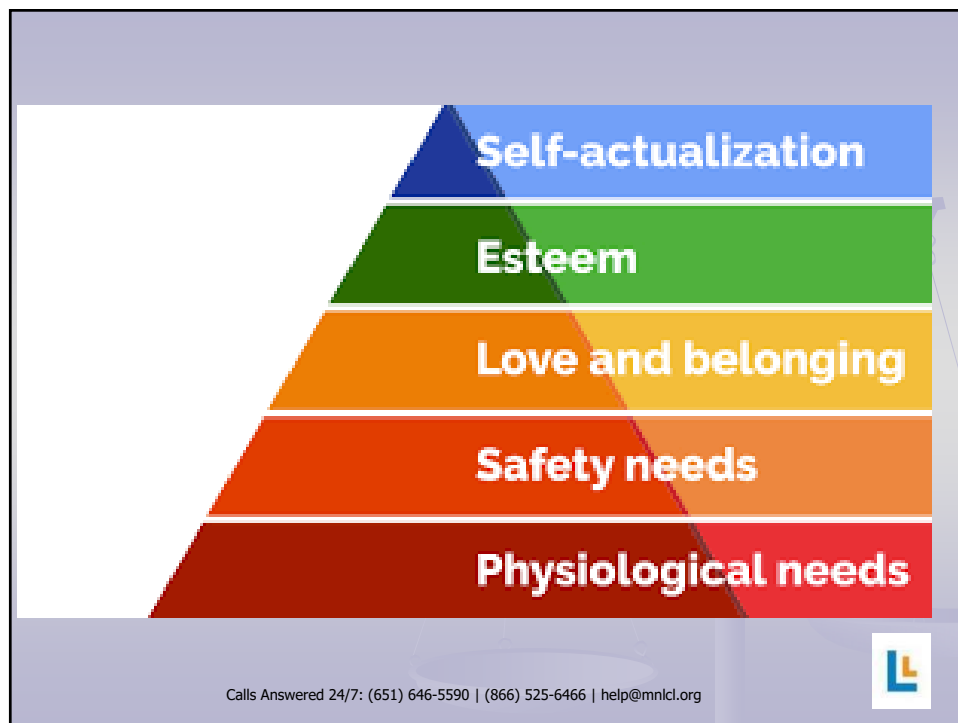 Self-actualization
Esteem
Love and belonging
Safety needs
Physiological needs
Calls Answered 24/7: (651) 646-5590 | (866) 525-6466 | help@mnlcl.org